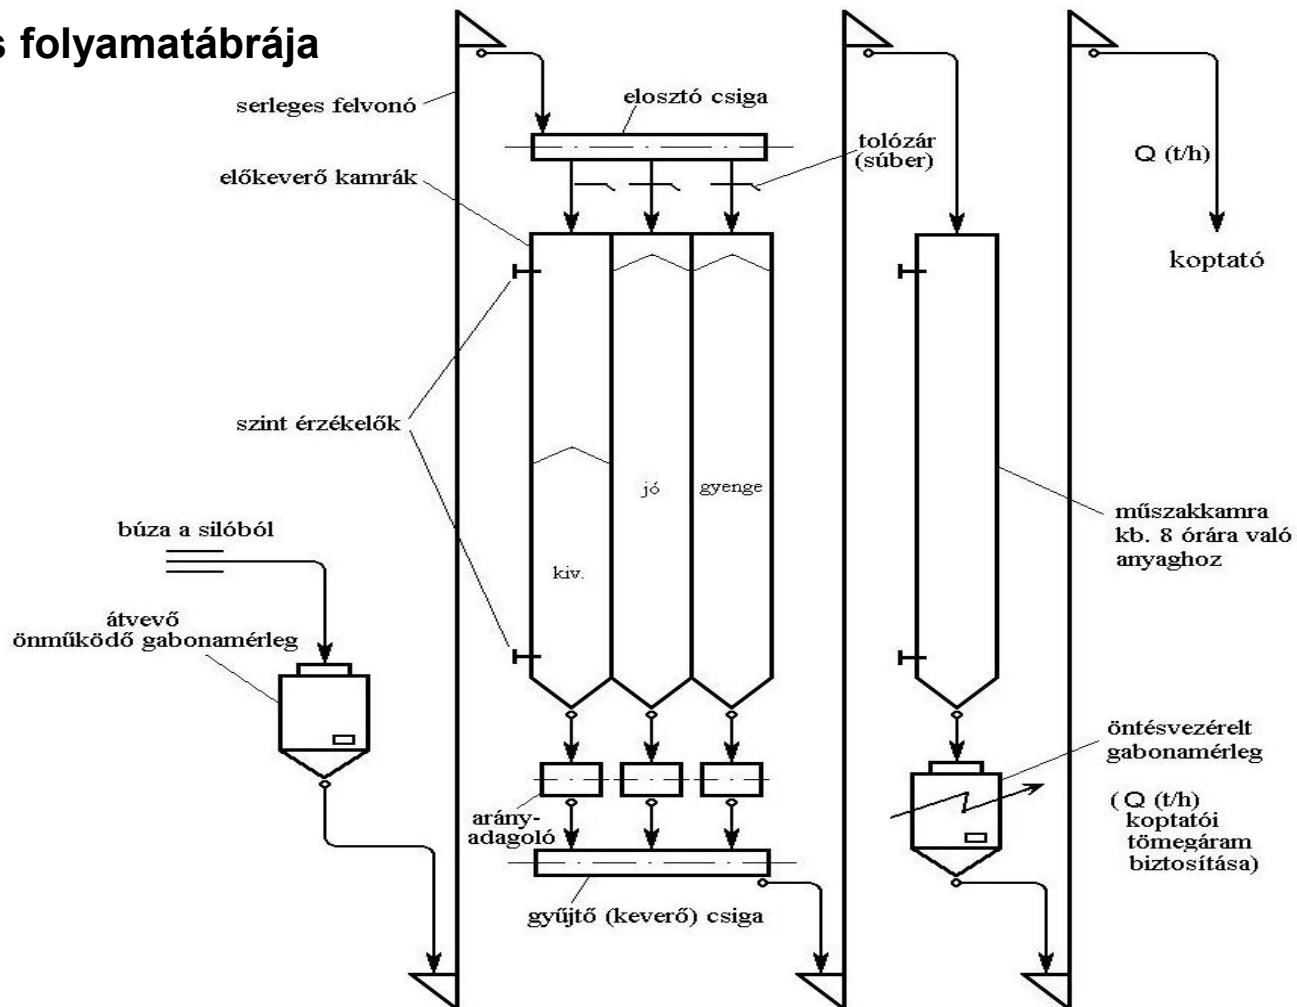 s folyamatábrája
serleges felvonó
elosztó csiga
tolózár
(súber)
Q (t/h)
előkeverő kamrák
koptató
szint érzékelők
jó
gyenge
kiv.
műszakkamra
kb. 8 órára való
anyaghoz
búza a silóból
átvevő
önműködő gabonamérleg
öntésvezérelt
gabonamérleg
( Q (t/h)
koptatói
tömegáram
biztosítása)
arány-
adagoló
gyűjtő (keverő) csiga